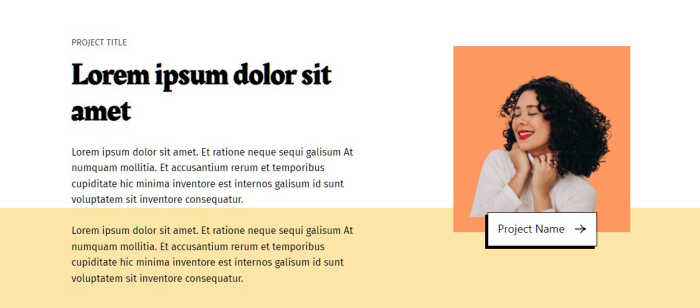 PROJECT TITLE
Lorem ipsum dolor sit
amet
Lorem ipsum dolor sit amet. Et ratione neque sequi galisum At
numquam mollitia. Et accusantium rerum et temporibus
cupiditate hic minima inventore est internos galisum id sunt
voluptatem sit inventore consequatur.
Lorem ipsum dolor sit amet. Et ratione neque sequi galisum At
numquam mollitia. Et accusantium rerum et temporibus
cupiditate hic minima inventore est internos galisum id sunt
voluptatem sit inventore consequatur.
Project Name →